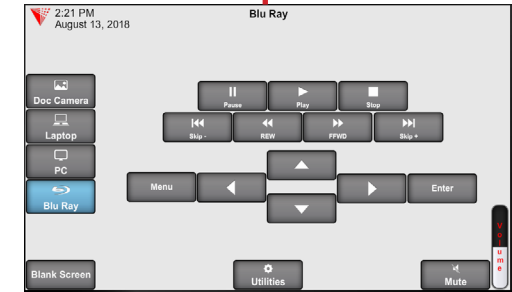 2:21 PM
August 13, 2018
Blu Ray
Doc Camera
Laptop
PC
Blu Ray
Pause
Play
Stop
Skip -
REW
FFWD
Skip +
Menu
Enter
Volume
Blank Screen
Utilities
Mute